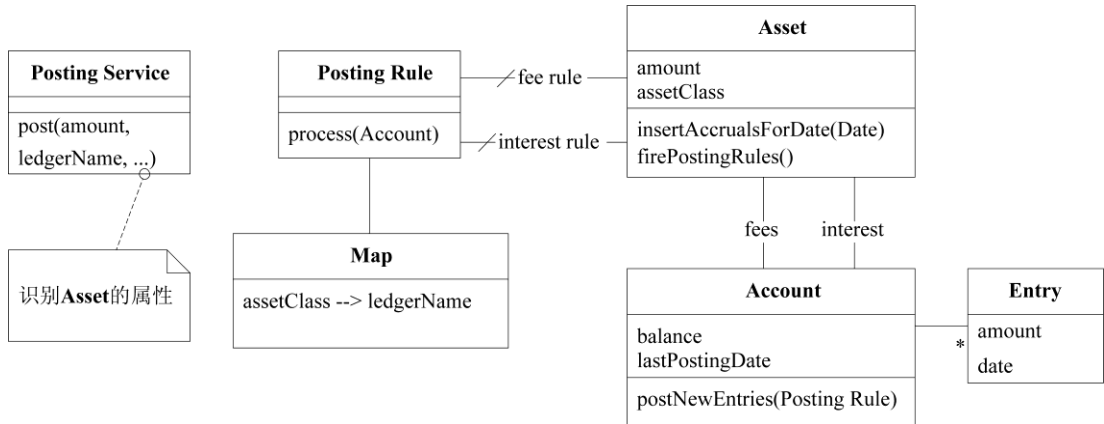 Posting Service
post(amount,
ledgerName, ...)
识别Asset的属性
Posting Rule
process(Account)
fee rule
interest rule
Map
assetClass --> ledgerName
Asset
amount
assetClass
insertAccrualsForDate(Date)
firePostingRules()
fees
interest
Account
balance
lastPostingDate
postNewEntries(Posting Rule)
*
Entry
amount
date